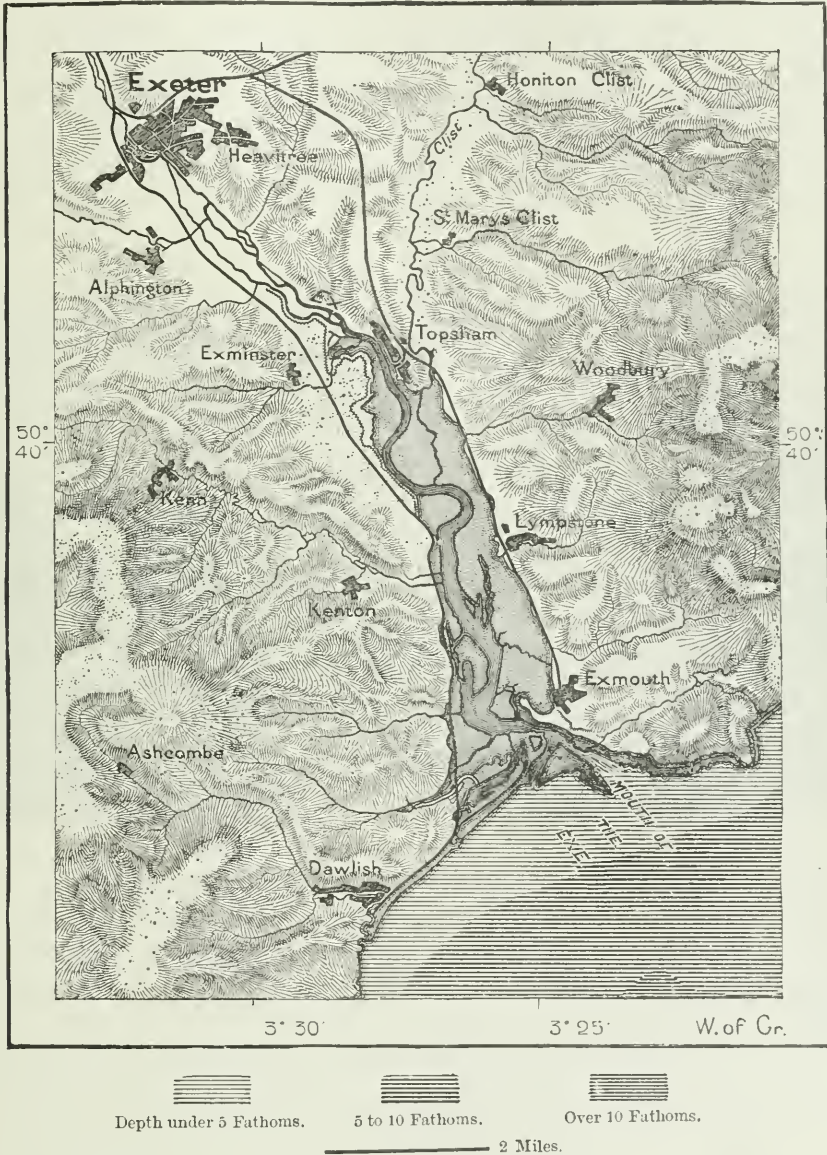 Exeter
Honiton Clist
Heavitree
Clist
St Marys Clist
Alphington
Topsham
Exminster
Woodbury
50°
40'
50°
40'
Kenn
Lympstone
Kenton
Exmouth
Ashcombe
MOUTH OF
THE
EXE
Dawlish
3° 30'
3° 25'
W. of Gr.
Depth under 5 Fathoms.
5 to 10 Fathoms.
Over 10 Fathoms.
2 Miles.